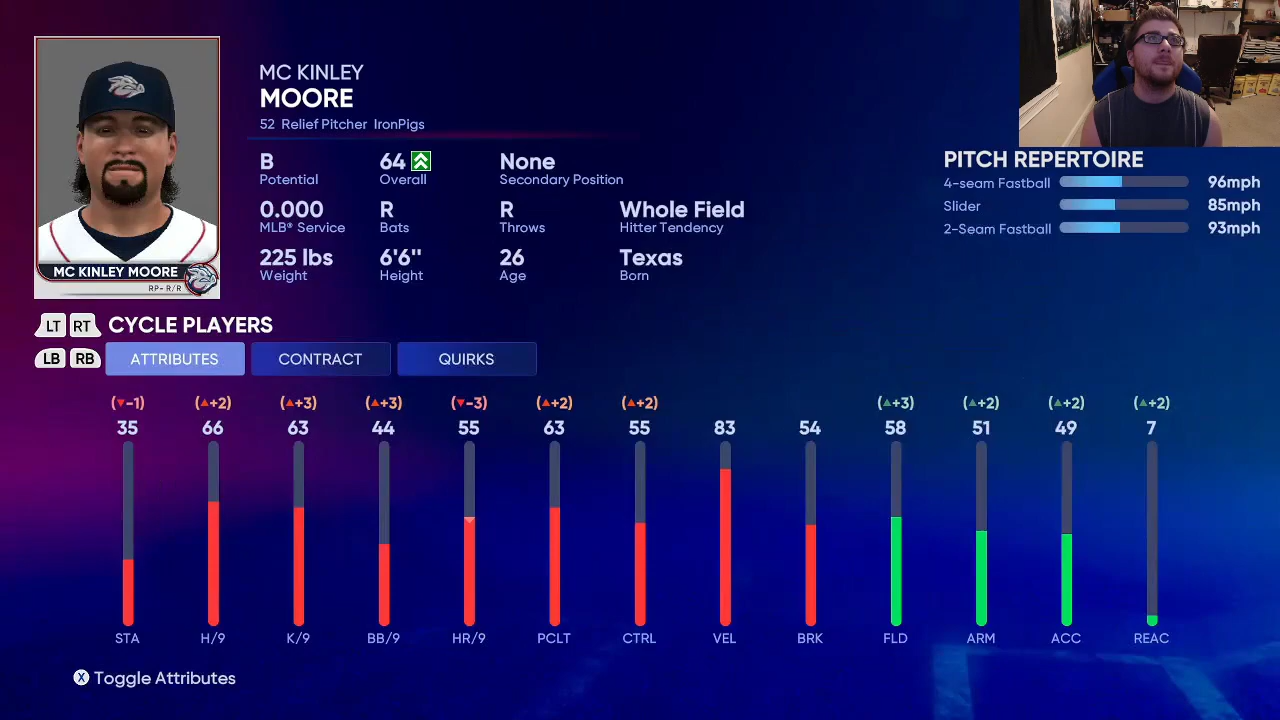 MC KINLEY
MOORE
52 Relief Pitcher IronPigs
B
Potential
64
Overall
None
Secondary Position
0.000
MLB® Service
R
Bats
R
Throws
Whole Field
Hitter Tendency
225 lbs
Weight
6'6"
Height
26
Age
Texas
Born
MC KINLEY MOORE
RP- R/R
PITCH REPERTOIRE
4-seam Fastball 96mph
Slider 85mph
2-Seam Fastball 93mph
LT RT CYCLE PLAYERS
LB RB ATTRIBUTES CONTRACT QUIRKS
(▼-1) (▲+2) (▲+3) (▲+3) (▼-3) (▲+2) (▲+2) (▲+3) (▲+2) (▲+2) (▲+2)
35 66 63 44 55 63 55 83 54 58 51 49 7
STA H/9 K/9 BB/9 HR/9 PCLT CTRL VEL BRK FLD ARM ACC REAC
X Toggle Attributes